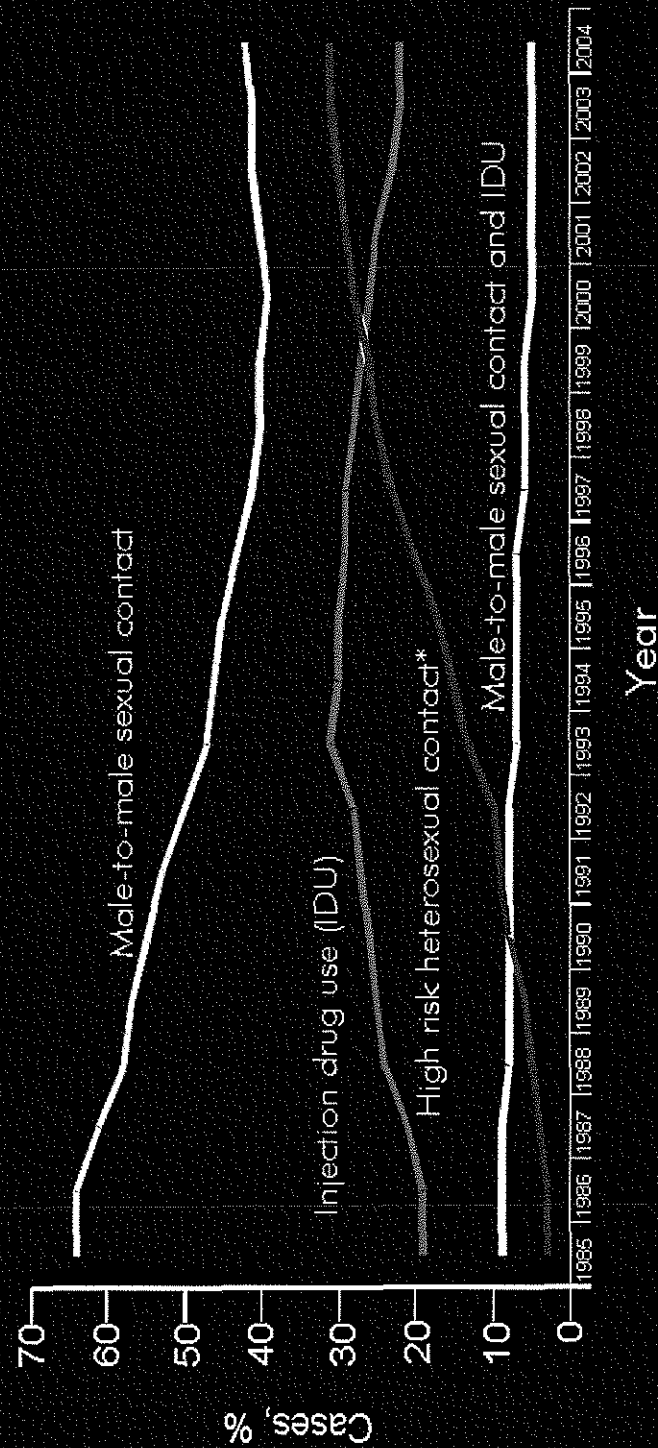 70
60
50
40
30
20
10
0
Cases, %
Male-to-male sexual contact
Injection drug use (IDU)
High risk heterosexual contact*
Male-to-male sexual contact and IDU
1985 1986 1987 1988 1989 1990 1991 1992 1993 1994 1995 1996 1997 1998 1999 2000 2001 2002 2003 2004
Year